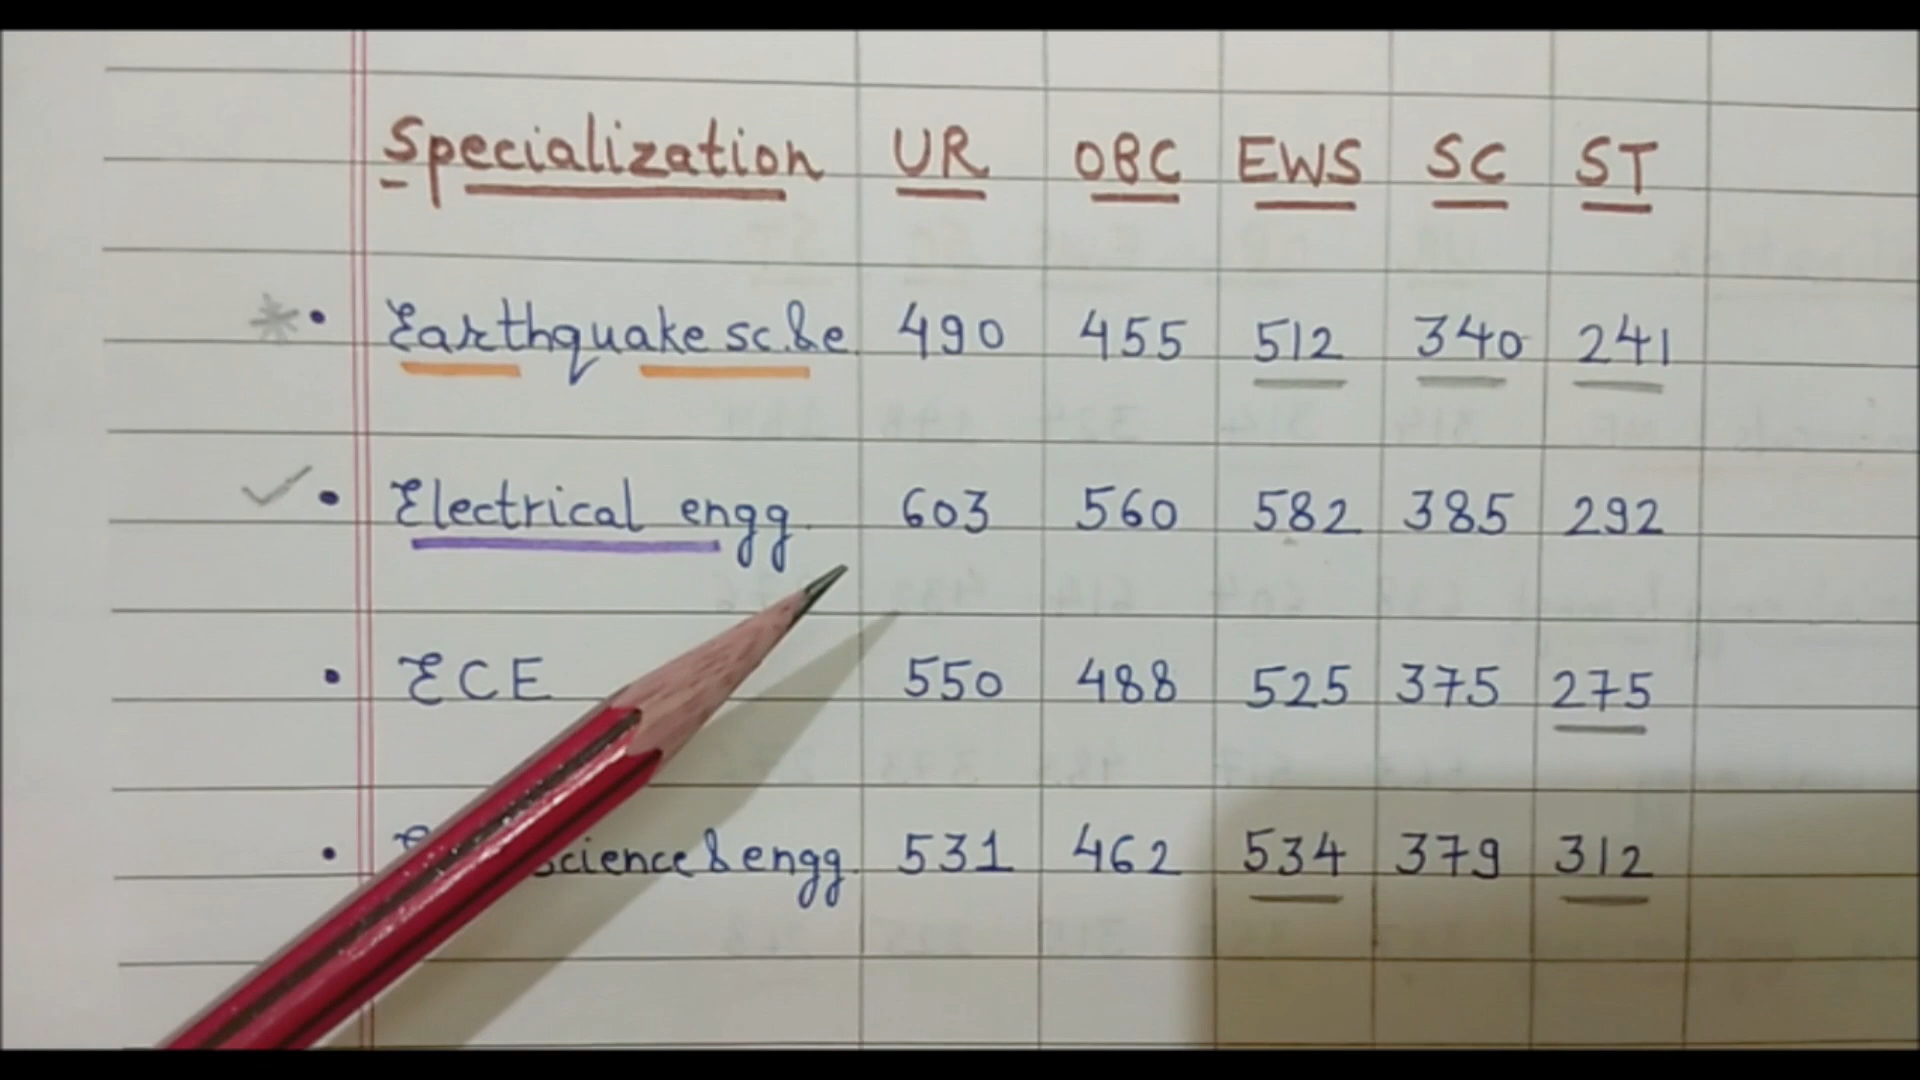 Specialization UR OBC EWS SC ST
* • Earthquake sc.&e. 490 455 512 340 241
✓ • Electrical engg. 603 560 582 385 292
• ECE 550 488 525 375 275
• science & engg. 531 462 534 379 312